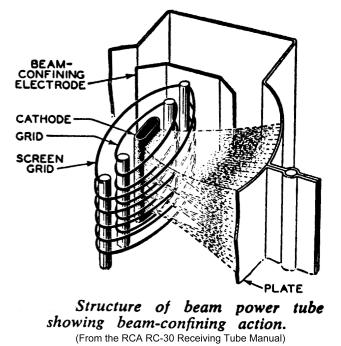 BEAM-
CONFINING
ELECTRODE
CATHODE
GRID
SCREEN
GRID
PLATE
Structure of beam power tube
showing beam-confining action.
(From the RCA RC-30 Receiving Tube Manual)